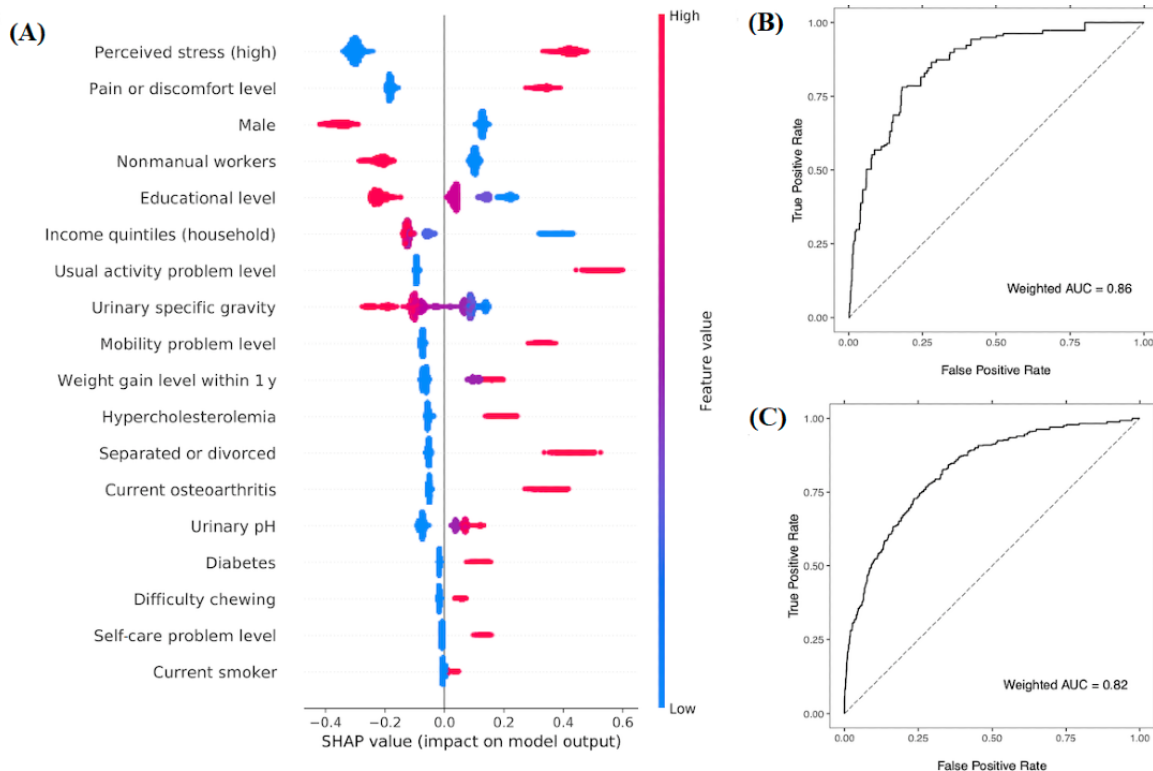 (A)
High
Perceived stress (high)
Pain or discomfort level
Male
Nonmanual workers
Educational level
Income quintiles (household)
Usual activity problem level
Urinary specific gravity
Mobility problem level
Weight gain level within 1 y
Hypercholesterolemia
Separated or divorced
Current osteoarthritis
Urinary pH
Diabetes
Difficulty chewing
Self-care problem level
Current smoker
Feature value
Low
−0.4 −0.2 0.0 0.2 0.4 0.6
SHAP value (impact on model output)
(B)
True Positive Rate
1.00
0.75
0.50
0.25
0.00
Weighted AUC = 0.86
0.00 0.25 0.50 0.75 1.00
False Positive Rate
(C)
True Positive Rate
1.00
0.75
0.50
0.25
0.00
Weighted AUC = 0.82
0.00 0.25 0.50 0.75 1.00
False Positive Rate